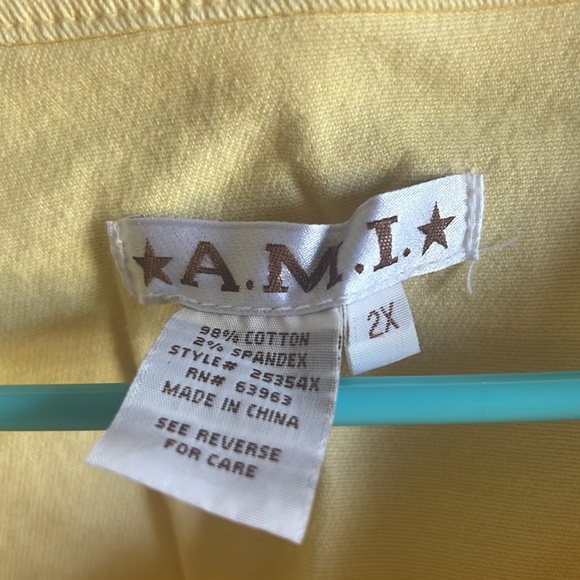 ★A.M.I.★
2X
98% COTTON
2% SPANDEX
STYLE# 25354X
RN# 63963
MADE IN CHINA
SEE REVERSE
FOR CARE